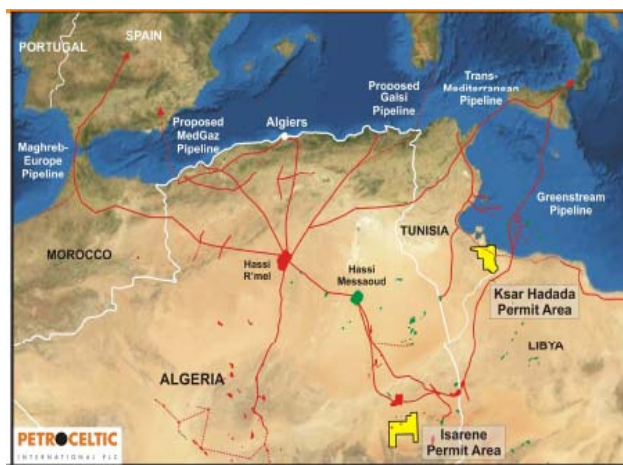 PORTUGAL
SPAIN
Trans-
Mediterranean
Pipeline
Proposed
Galsi
Pipeline
Proposed
MedGaz
Pipeline
Algiers
Maghreb-
Europe
Pipeline
Greenstream
Pipeline
TUNISIA
MOROCCO
Hassi
R'mel
Hassi
Messaoud
Ksar Hadada
Permit Area
LIBYA
ALGERIA
Isarene
Permit Area
PETROCELTIC
INTERNATIONAL PLC